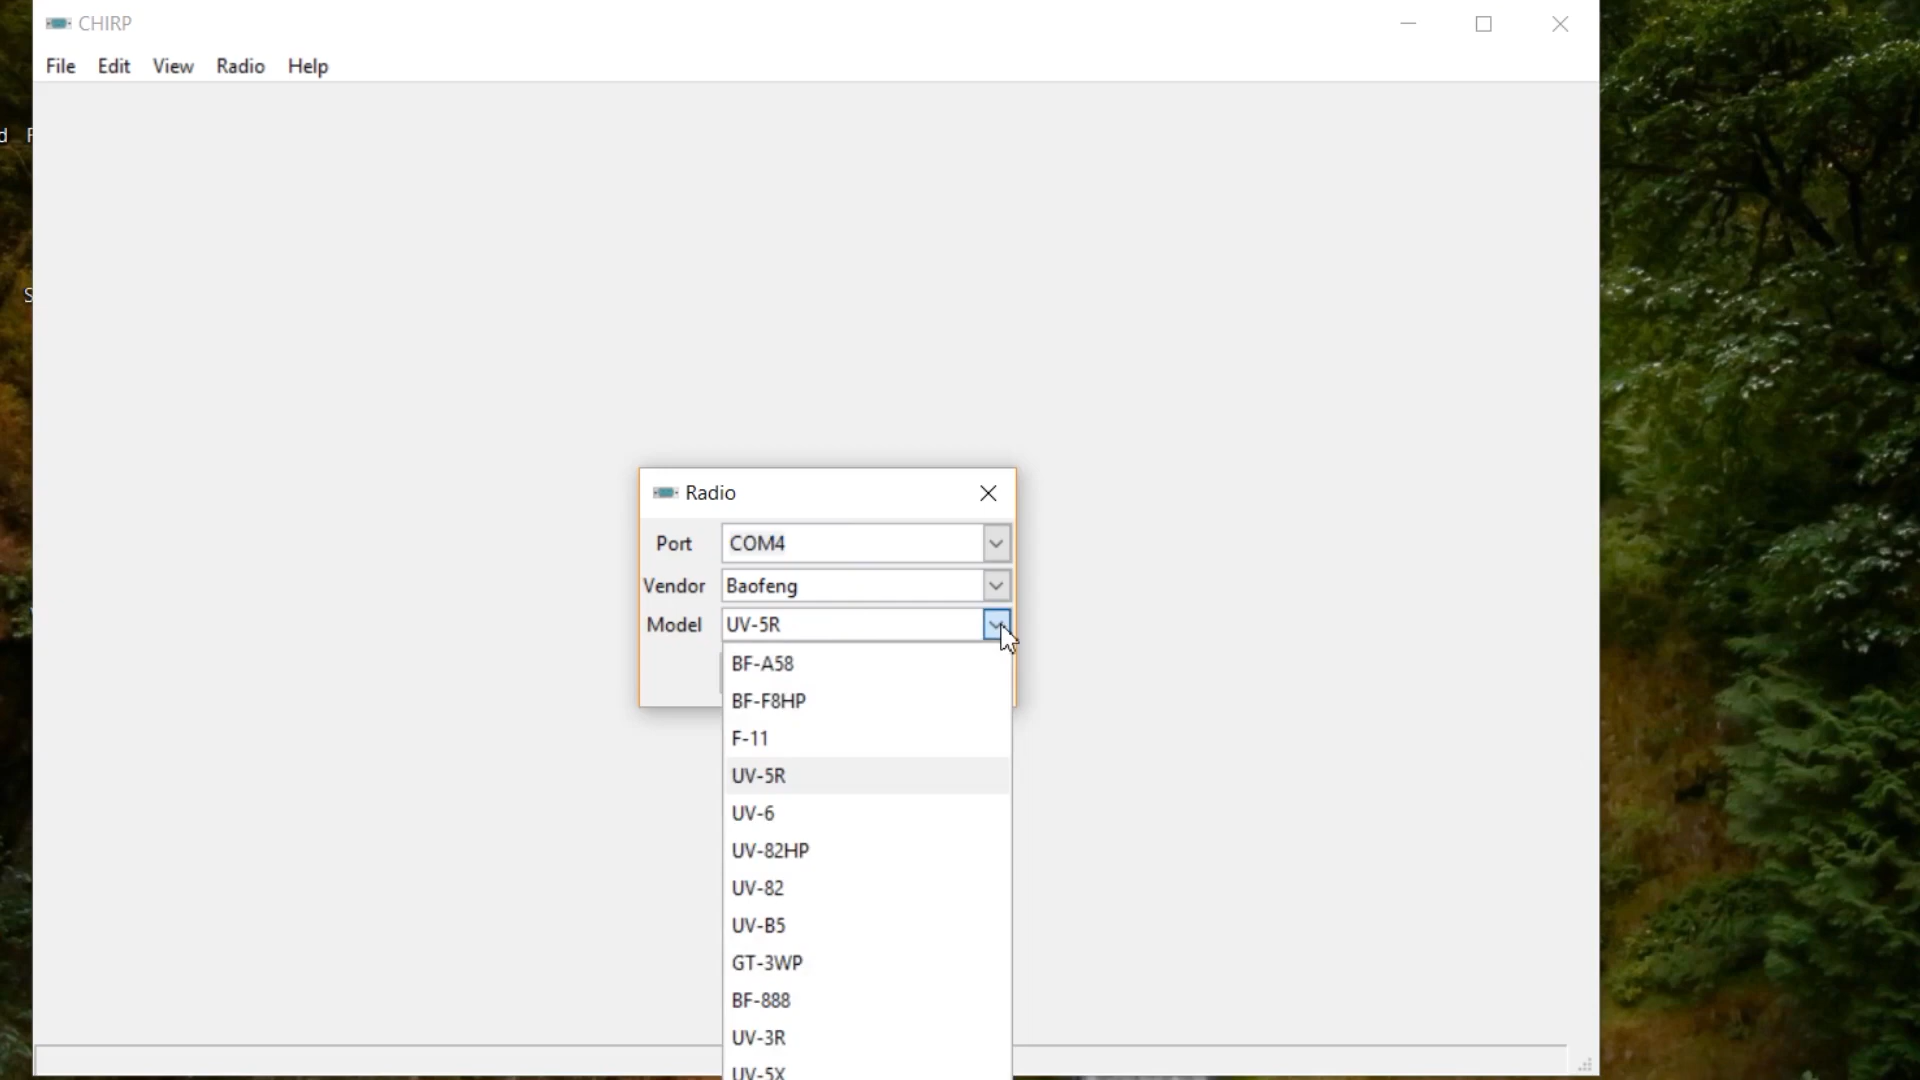 CHIRP
File Edit View Radio Help
d F
S
Radio
Port COM4
Vendor Baofeng
Model UV-5R
BF-A58
BF-F8HP
F-11
UV-5R
UV-6
UV-82HP
UV-82
UV-B5
GT-3WP
BF-888
UV-3R
UV-5X